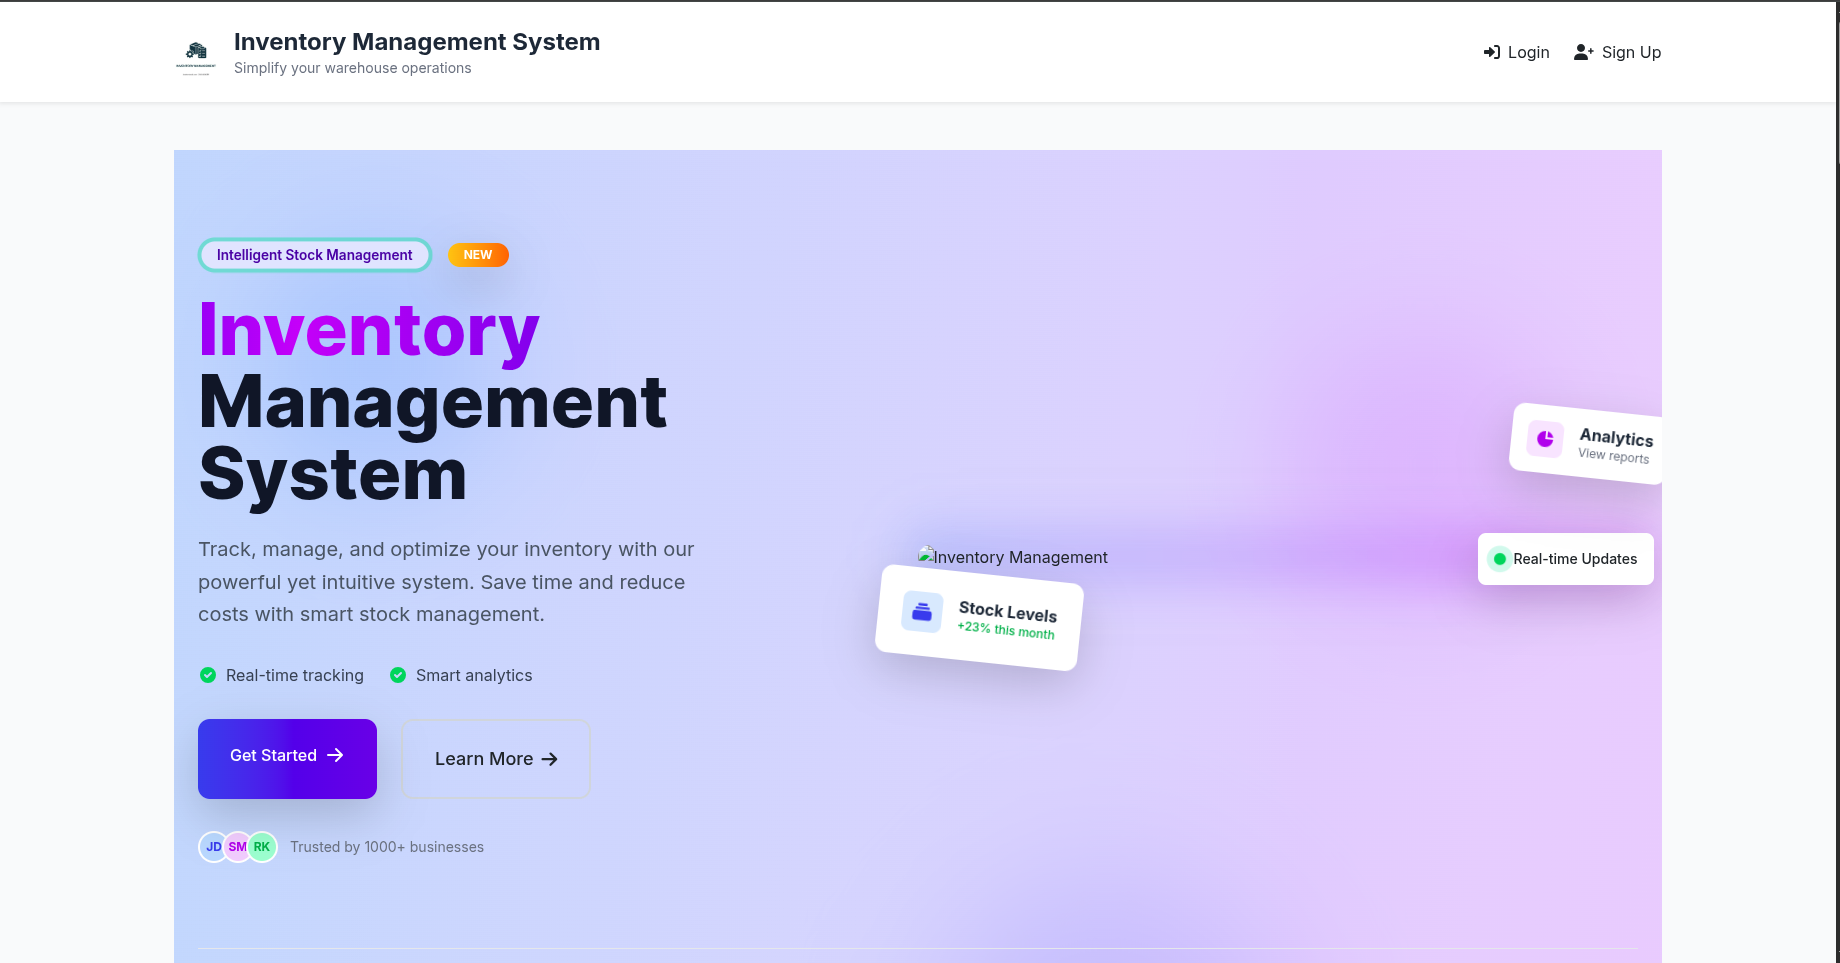 Inventory Management System
Simplify your warehouse operations
Login
Sign Up
Intelligent Stock Management
NEW
Inventory
Management
System
Track, manage, and optimize your inventory with our
powerful yet intuitive system. Save time and reduce
costs with smart stock management.
Real-time tracking
Smart analytics
Get Started
Learn More
JD
SM
RK
Trusted by 1000+ businesses
Analytics
View reports
Real-time Updates
Inventory Management
Stock Levels
+23% this month